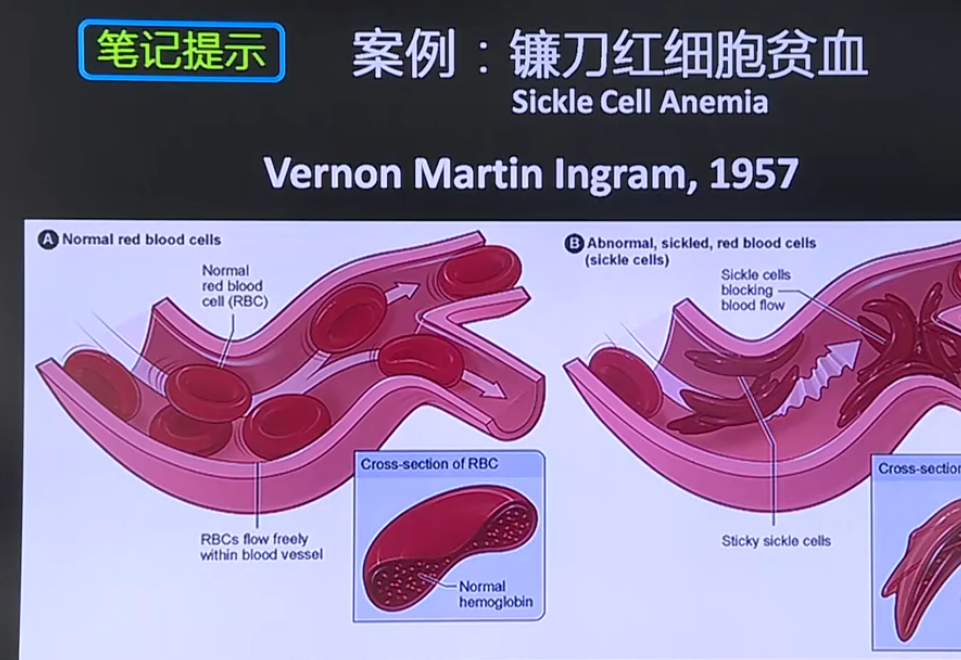 笔记提示
案例：镰刀红细胞贫血
Sickle Cell Anemia
Vernon Martin Ingram, 1957
A Normal red blood cells
Normal
red blood
cell (RBC)
RBCs flow freely
within blood vessel
Cross-section of RBC
Normal
hemoglobin
B Abnormal, sickled, red blood cells
(sickle cells)
Sickle cells
blocking
blood flow
Sticky sickle cells
Cross-section